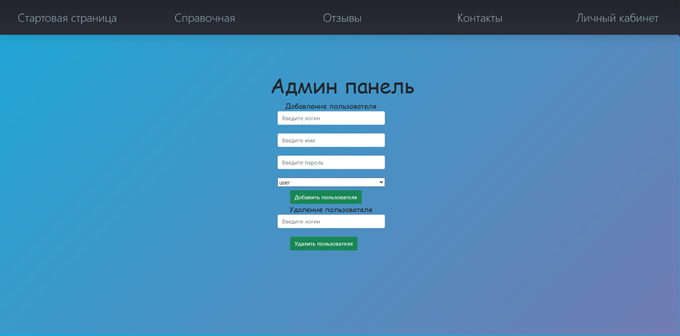 Стартовая страница Справочная Отзывы Контакты Личный кабинет
Админ панель
Добавление пользователя
Введите логин
Введите имя
Введите пароль
user
Добавить пользователя
Удаление пользователя
Введите логин
Удалить пользователя